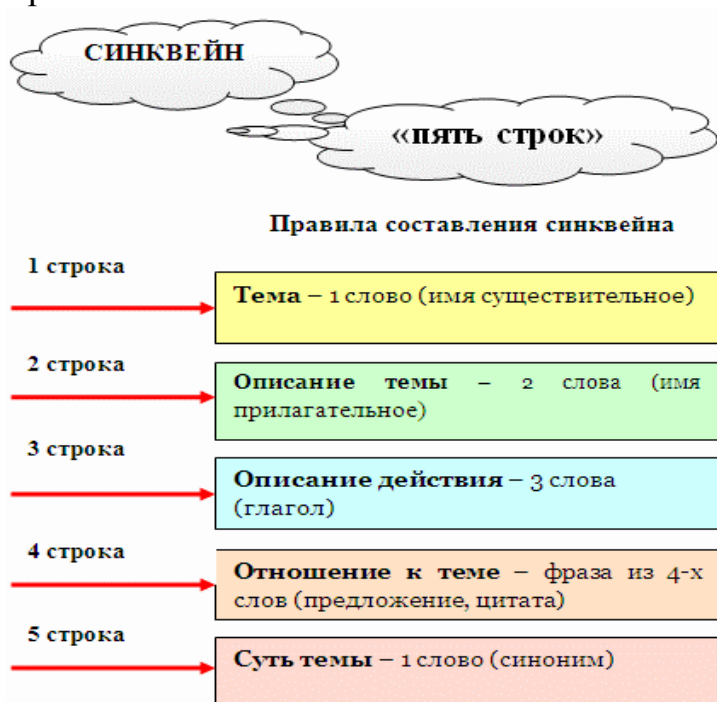 СИНКВЕЙН
«пять строк»
Правила составления синквейна
1 строка
Тема – 1 слово (имя существительное)
2 строка
Описание темы – 2 слова (имя
прилагательное)
3 строка
Описание действия – 3 слова
(глагол)
4 строка
Отношение к теме – фраза из 4-х
слов (предложение, цитата)
5 строка
Суть темы – 1 слово (синоним)